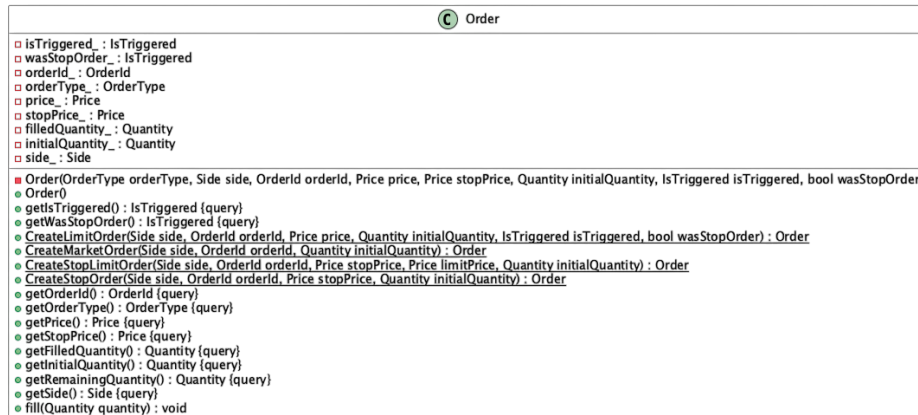 C Order
isTriggered_ : IsTriggered
wasStopOrder_ : IsTriggered
orderId_ : OrderId
orderType_ : OrderType
price_ : Price
stopPrice_ : Price
filledQuantity_ : Quantity
initialQuantity_ : Quantity
side_ : Side
Order(OrderType orderType, Side side, OrderId orderId, Price price, Price stopPrice, Quantity initialQuantity, IsTriggered isTriggered, bool wasStopOrder
Order()
getIsTriggered() : IsTriggered {query}
getWasStopOrder() : IsTriggered {query}
CreateLimitOrder(Side side, OrderId orderId, Price price, Quantity initialQuantity, IsTriggered isTriggered, bool wasStopOrder) : Order
CreateMarketOrder(Side side, OrderId orderId, Quantity initialQuantity) : Order
CreateStopLimitOrder(Side side, OrderId orderId, Price stopPrice, Price limitPrice, Quantity initialQuantity) : Order
CreateStopOrder(Side side, OrderId orderId, Price stopPrice, Quantity initialQuantity) : Order
getOrderId() : OrderId {query}
getOrderType() : OrderType {query}
getPrice() : Price {query}
getStopPrice() : Price {query}
getFilledQuantity() : Quantity {query}
getInitialQuantity() : Quantity {query}
getRemainingQuantity() : Quantity {query}
getSide() : Side {query}
fill(Quantity quantity) : void